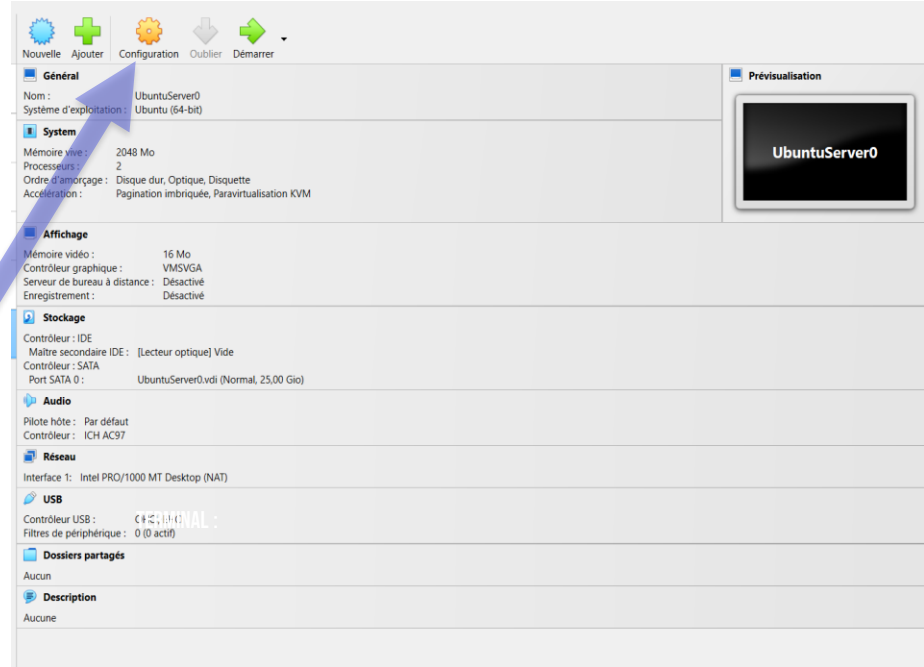 Nouvelle Ajouter Configuration Oublier Démarrer
Général
Prévisualisation
Nom : UbuntuServer0
Système d'exploitation : Ubuntu (64-bit)
UbuntuServer0
System
Mémoire vive : 2048 Mo
Processeurs : 2
Ordre d'amorçage : Disque dur, Optique, Disquette
Accélération : Pagination imbriquée, Paravirtualisation KVM
Affichage
Mémoire vidéo : 16 Mo
Contrôleur graphique : VMSVGA
Serveur de bureau à distance : Désactivé
Enregistrement : Désactivé
Stockage
Contrôleur : IDE
Maître secondaire IDE : [Lecteur optique] Vide
Contrôleur : SATA
Port SATA 0 : UbuntuServer0.vdi (Normal, 25,00 Gio)
Audio
Pilote hôte : Par défaut
Contrôleur : ICH AC97
Réseau
Interface 1: Intel PRO/1000 MT Desktop (NAT)
USB
Contrôleur USB :
TERMINAL :
Filtres de périphérique : 0 (0 actif)
Dossiers partagés
Aucun
Description
Aucune